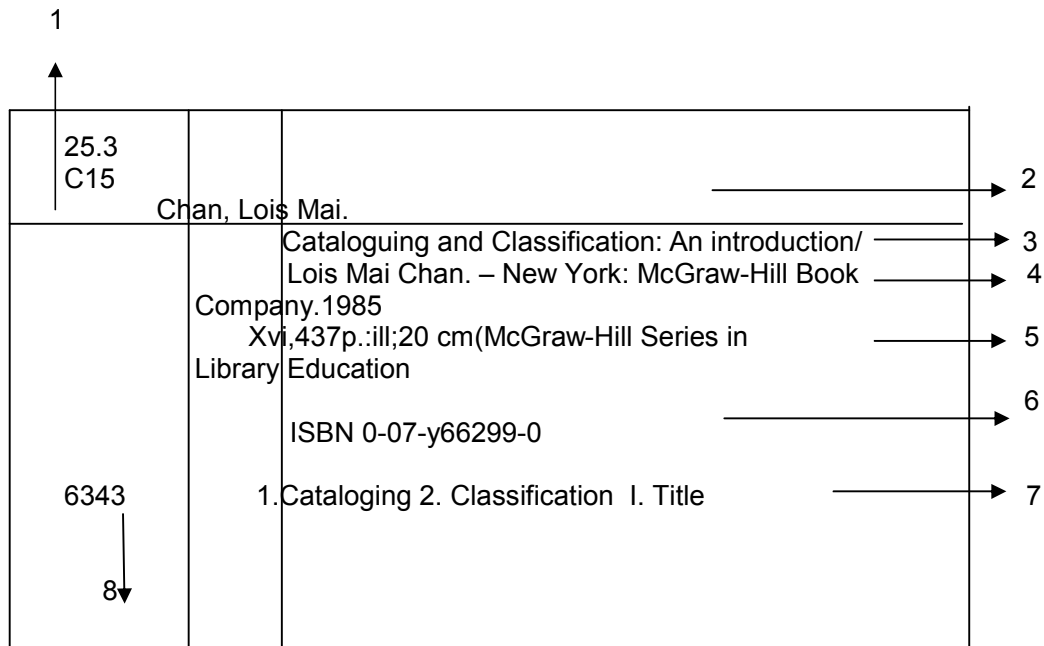 1
25.3
C15
2
Chan, Lois Mai.
Cataloguing and Classification: An introduction/
3
Lois Mai Chan. – New York: McGraw-Hill Book
4
Company.1985
Xvi,437p.:ill;20 cm(McGraw-Hill Series in
5
Library Education
6
ISBN 0-07-y66299-0
6343
1.Cataloging 2. Classification I. Title
7
8